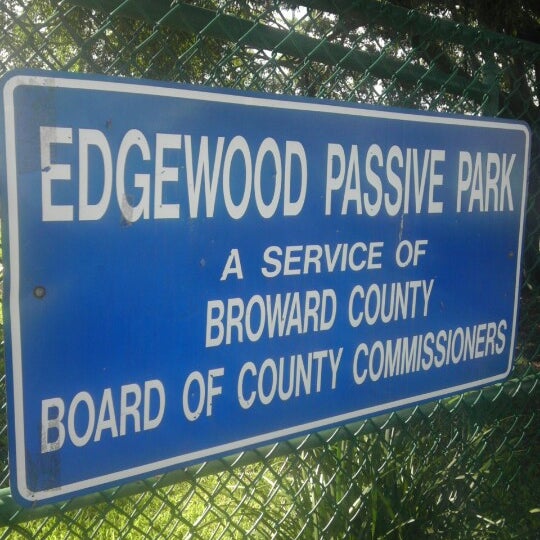 EDGEWOOD PASSIVE PARK
A SERVICE OF
BROWARD COUNTY
BOARD OF COUNTY COMMISSIONERS